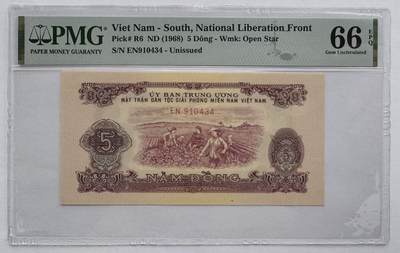 PMG
PAPER MONEY GUARANTY
Viet Nam - South, National Liberation Front
Pick# R6 ND (1968) 5 Dông - Wmk: Open Star
S/N EN910434 - Unissued
66 EPQ
Gem Uncirculated
ỦY BAN TRUNG ƯƠNG
MẶT TRẬN DÂN TỘC GIẢI PHÓNG MIỀN NAM VIỆT NAM
EN 910434
5
5
NĂM ĐỒNG